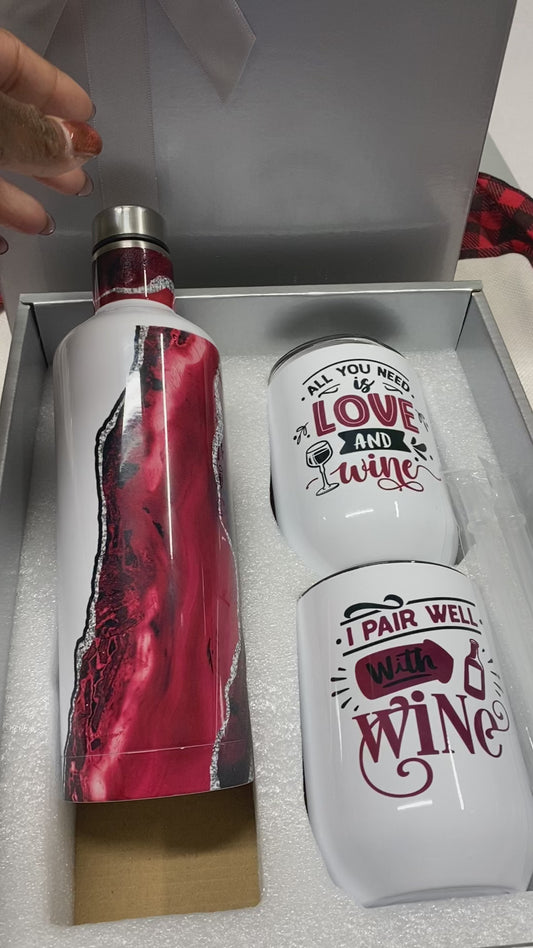 ALL YOU NEED
is
LOVE
AND
wine
I PAIR WELL
With
WiNe